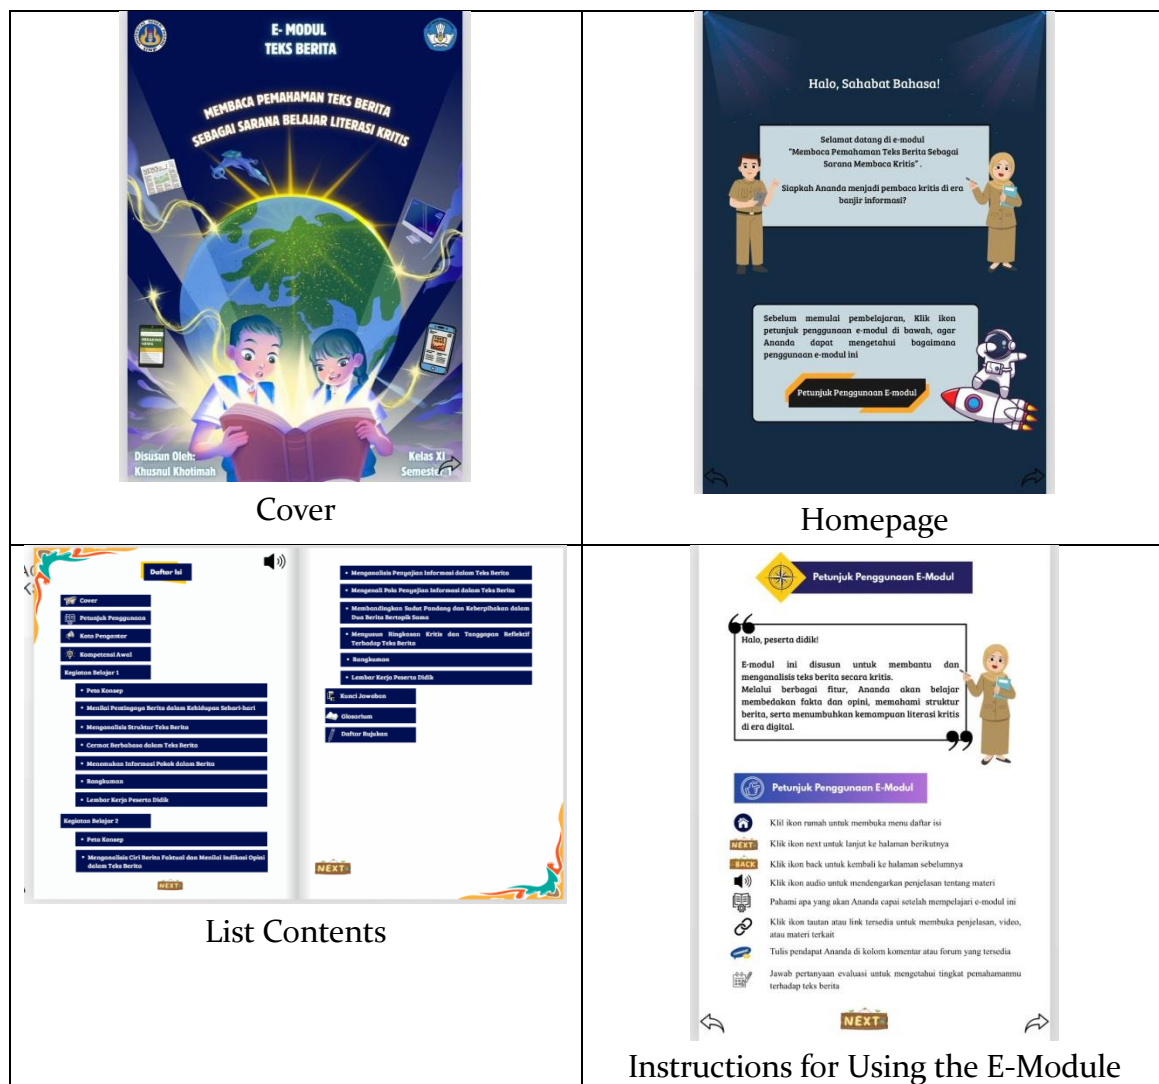 E- MODUL
TEKS BERITA
MEMBACA PEMAHAMAN TEKS BERITA
SEBAGAI SARANA BELAJAR LITERASI KRITIS
BREAKING
NEWS
Disusun Oleh:
Khusnul Khotimah
Kelas XI
Semester 1
Cover
Halo, Sahabat Bahasa!
Selamat datang di e-modul
"Membaca Pemahaman Teks Berita Sebagai
Sarana Membaca Kritis" .
Siapkah Ananda menjadi pembaca kritis di era
banjir informasi?
Sebelum memulai pembelajaran, Klik ikon
petunjuk penggunaan e-modul di bawah, agar
Ananda dapat mengetahui bagaimana
penggunaan e-modul ini
Petunjuk Penggunaan E-modul
Homepage
Daftar Isi
Cover
Petunjuk Penggunaan
Kata Pengantar
Kompetensi Awal
Kegiatan Belajar 1
• Peta Konsep
• Menilai Pentingnya Berita dalam Kehidupan Sehari-hari
• Menganalisis Struktur Teks Berita
• Cermat Berbahasa dalam Teks Berita
• Menemukan Informasi Pokok dalam Berita
• Rangkuman
• Lembar Kerja Peserta Didik
Kegiatan Belajar 2
• Peta Konsep
• Menganalisis Ciri Berita Faktual dan Menilai Indikasi Opini
dalam Teks Berita
NEXT
• Menganalisis Penyajian Informasi dalam Teks Berita
• Mengenali Pola Penyajian Informasi dalam Teks Berita
• Membandingkan Sudut Pandang dan Keberpihakan dalam
Dua Berita Bertopik Sama
• Menyusun Ringkasan Kritis dan Tanggapan Reflektif
Terhadap Teks Berita
• Rangkuman
• Lembar Kerja Peserta Didik
Kunci Jawaban
Glosarium
Daftar Rujukan
NEXT
List Contents
Petunjuk Penggunaan E-Modul
Halo, peserta didik!
E-modul ini disusun untuk membantu dan
menganalisis teks berita secara kritis.
Melalui berbagai fitur, Ananda akan belajar
membedakan fakta dan opini, memahami struktur
berita, serta menumbuhkan kemampuan literasi kritis
di era digital.
Petunjuk Penggunaan E-Modul
Klil ikon rumah untuk membuka menu daftar isi
NEXT Klik ikon next untuk lanjut ke halaman berikutnya
BACK Klik ikon back untuk kembali ke halaman sebelumnya
Klik ikon audio untuk mendengarkan penjelasan tentang materi
Pahami apa yang akan Ananda capai setelah mempelajari e-modul ini
Klik ikon tautan atau link tersedia untuk membuka penjelasan, video,
atau materi terkait
Tulis pendapat Ananda di kolom komentar atau forum yang tersedia
Jawab pertanyaan evaluasi untuk mengetahui tingkat pemahamanmu
terhadap teks berita
NEXT
Instructions for Using the E-Module